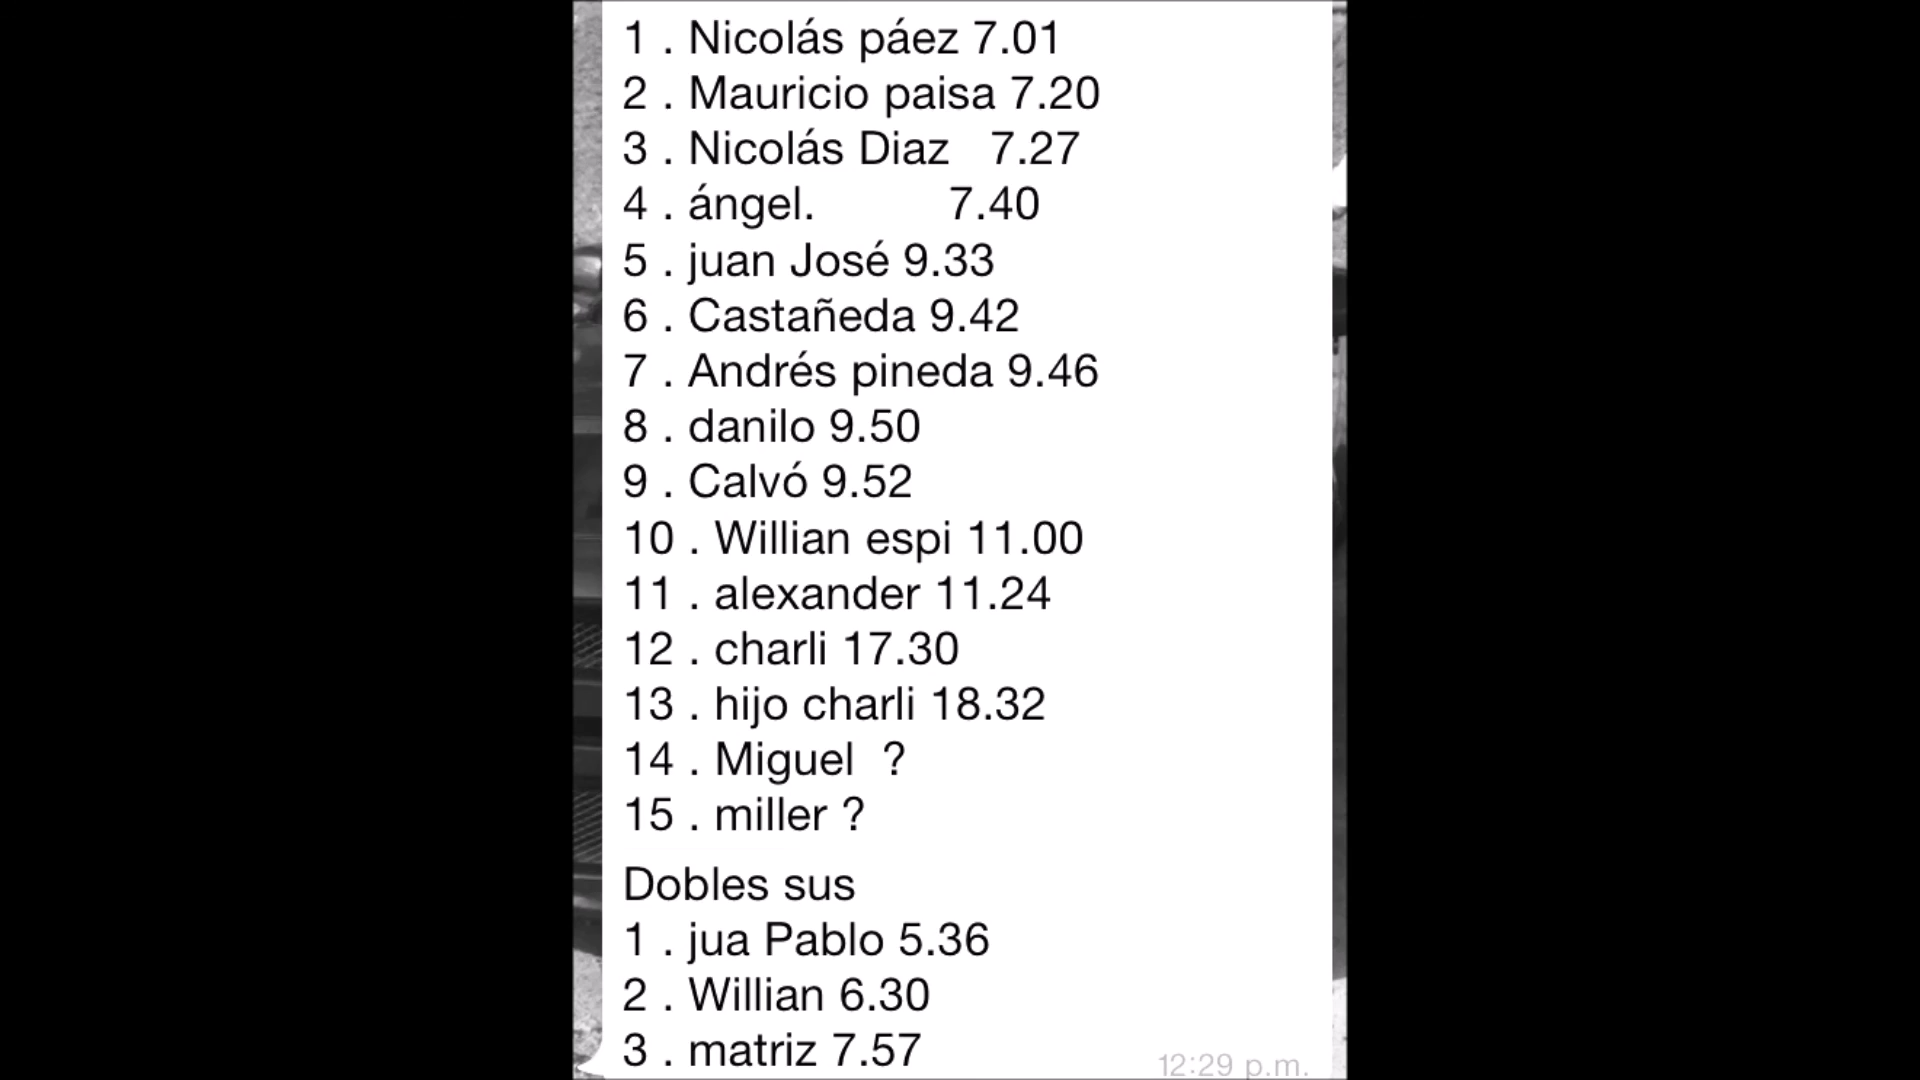 1 . Nicolás páez 7.01
2 . Mauricio paisa 7.20
3 . Nicolás Diaz   7.27
4 . ángel.          7.40
5 . juan José 9.33
6 . Castañeda 9.42
7 . Andrés pineda 9.46
8 . danilo 9.50
9 . Calvó 9.52
10 . Willian espi 11.00
11 . alexander 11.24
12 . charli 17.30
13 . hijo charli 18.32
14 . Miguel  ?
15 . miller ?
Dobles sus
1 . jua Pablo 5.36
2 . Willian 6.30
3 . matriz 7.57
12:29 p.m.